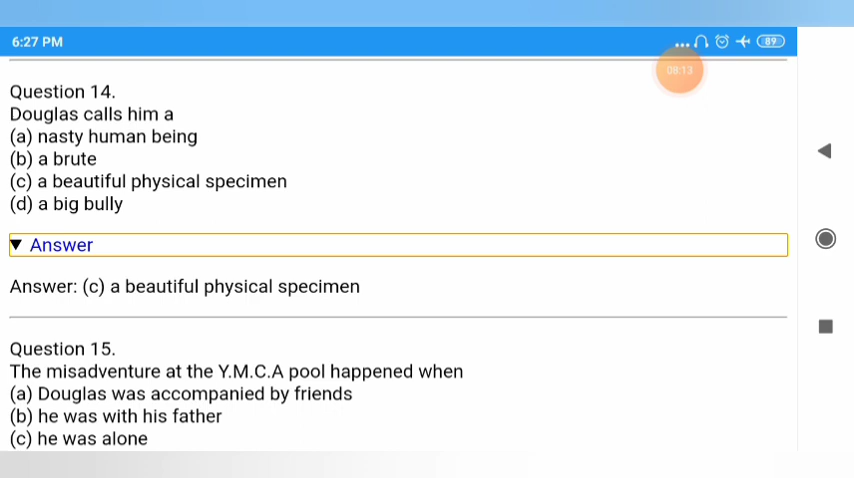 6:27 PM
89
08:13
Question 14.
Douglas calls him a
(a) nasty human being
(b) a brute
(c) a beautiful physical specimen
(d) a big bully
Answer
Answer: (c) a beautiful physical specimen
Question 15.
The misadventure at the Y.M.C.A pool happened when
(a) Douglas was accompanied by friends
(b) he was with his father
(c) he was alone